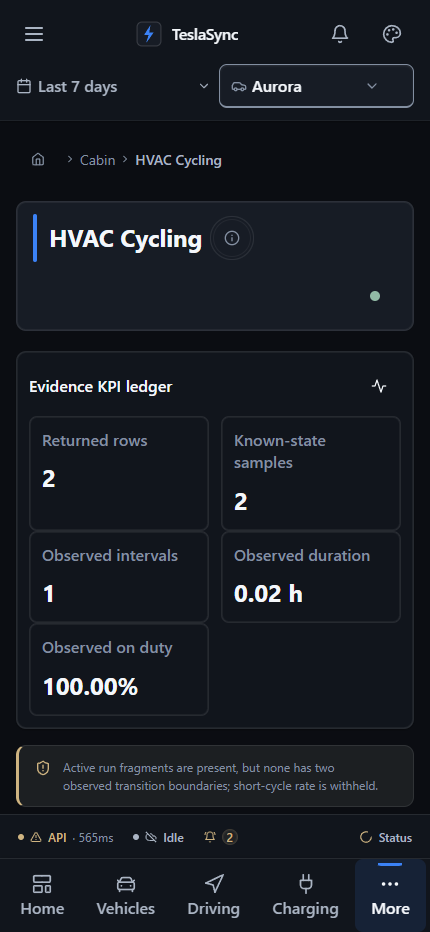 TeslaSync
Last 7 days
Aurora
Cabin
HVAC Cycling
HVAC Cycling
Evidence KPI ledger
Returned rows
2
Known-state
samples
2
Observed intervals
1
Observed duration
0.02 h
Observed on duty
100.00%
Active run fragments are present, but none has two
observed transition boundaries; short-cycle rate is withheld.
API · 565ms
Idle
2
Status
Home
Vehicles
Driving
Charging
More